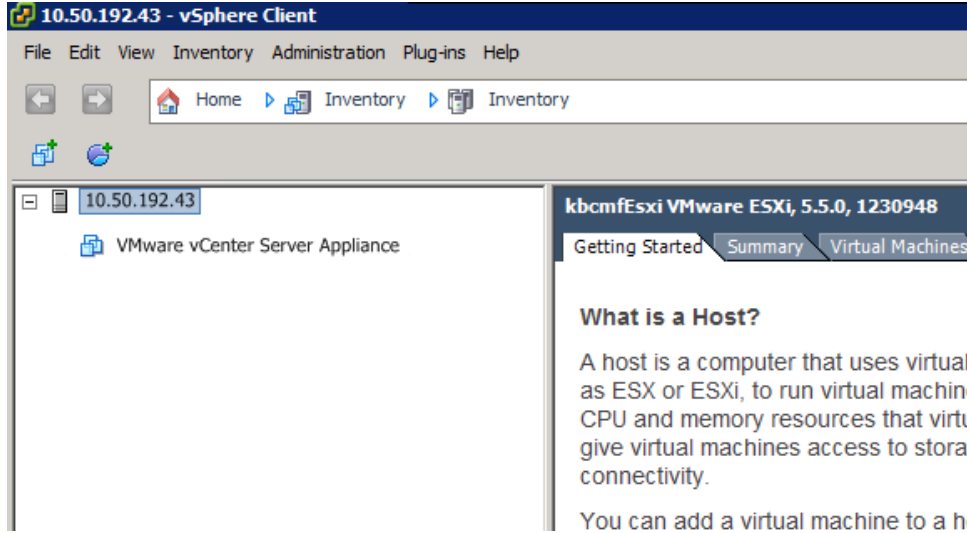 10.50.192.43 - vSphere Client
File Edit View Inventory Administration Plug-ins Help
Home Inventory Inventory
10.50.192.43
VMware vCenter Server Appliance
kbcmfEsxi VMware ESXi, 5.5.0, 1230948
Getting Started Summary Virtual Machines
What is a Host?
A host is a computer that uses virtual
as ESX or ESXi, to run virtual machin
CPU and memory resources that virtu
give virtual machines access to stora
connectivity.
You can add a virtual machine to a h